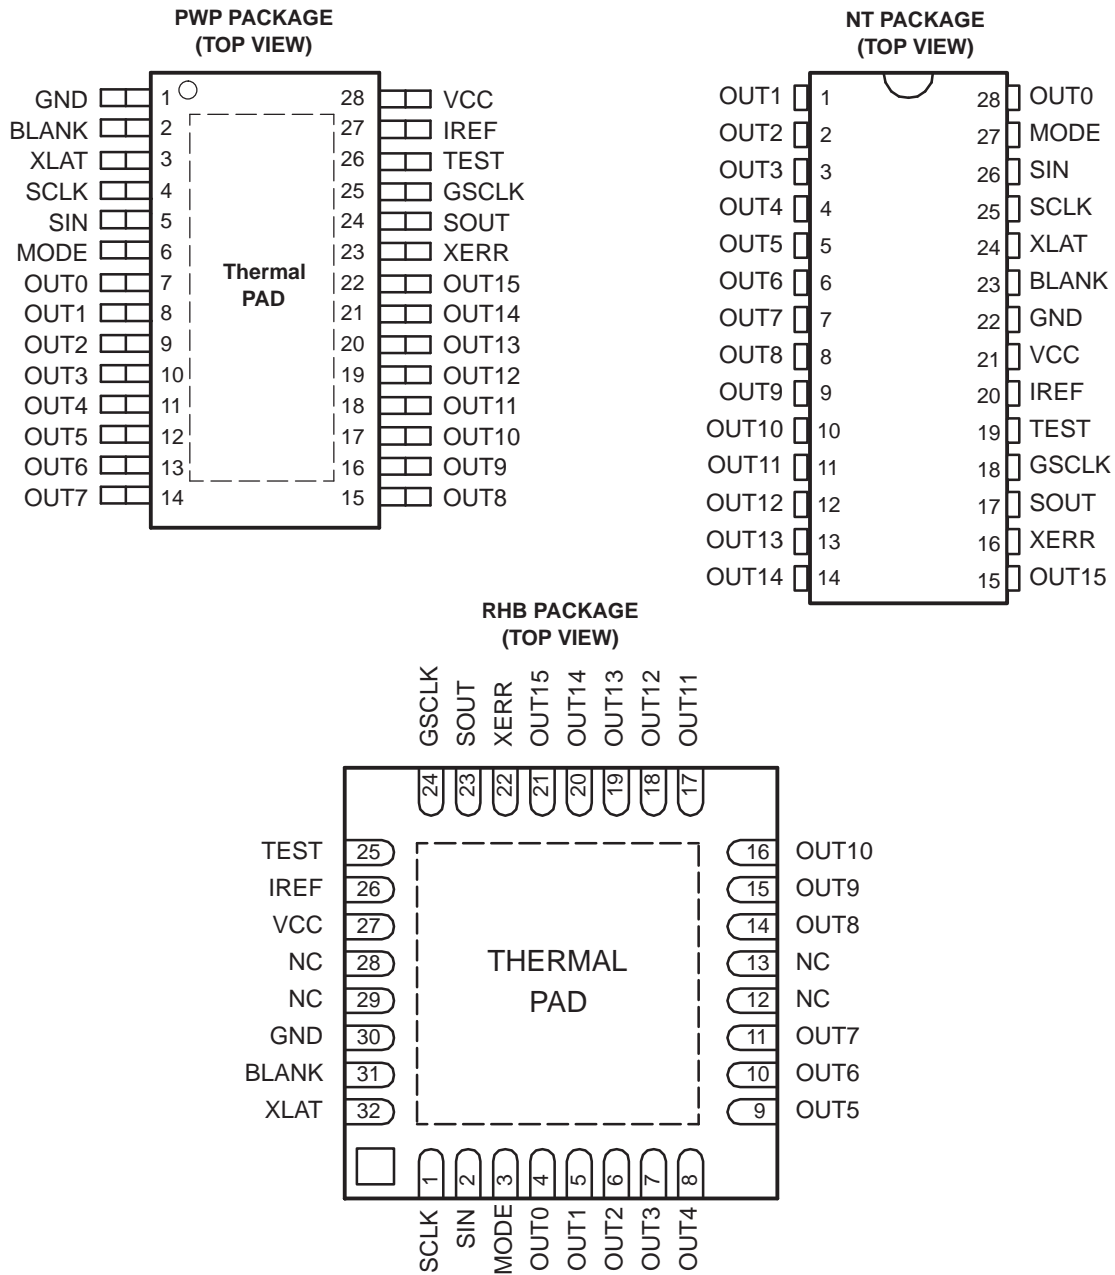 PWP PACKAGE
(TOP VIEW)
GND 1 28 VCC
BLANK 2 27 IREF
XLAT 3 26 TEST
SCLK 4 25 GSCLK
SIN 5 24 SOUT
MODE 6 23 XERR
OUT0 7 22 OUT15
OUT1 8 21 OUT14
OUT2 9 20 OUT13
OUT3 10 19 OUT12
OUT4 11 18 OUT11
OUT5 12 17 OUT10
OUT6 13 16 OUT9
OUT7 14 15 OUT8
Thermal
PAD
NT PACKAGE
(TOP VIEW)
OUT1 1 28 OUT0
OUT2 2 27 MODE
OUT3 3 26 SIN
OUT4 4 25 SCLK
OUT5 5 24 XLAT
OUT6 6 23 BLANK
OUT7 7 22 GND
OUT8 8 21 VCC
OUT9 9 20 IREF
OUT10 10 19 TEST
OUT11 11 18 GSCLK
OUT12 12 17 SOUT
OUT13 13 16 XERR
OUT14 14 15 OUT15
RHB PACKAGE
(TOP VIEW)
GSCLK SOUT XERR OUT15 OUT14 OUT13 OUT12 OUT11
24 23 22 21 20 19 18 17
TEST 25 16 OUT10
IREF 26 15 OUT9
VCC 27 14 OUT8
NC 28 13 NC
NC 29 12 NC
GND 30 11 OUT7
BLANK 31 10 OUT6
XLAT 32 9 OUT5
THERMAL
PAD
1 2 3 4 5 6 7 8
SCLK SIN MODE OUT0 OUT1 OUT2 OUT3 OUT4